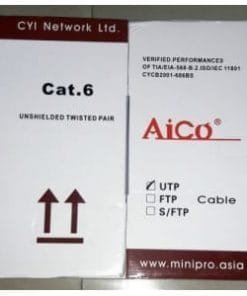 CYI Network Ltd.
Cat.6
UNSHIELDED TWISTED PAIR
VERIFIED PERFORMANCES
OF TIA/EIA-568-B.2.ISO/IEC 11801
CYCB2001-606BS
AiCo®
UTP
FTP
S/FTP
Cable
www.minipro.asia